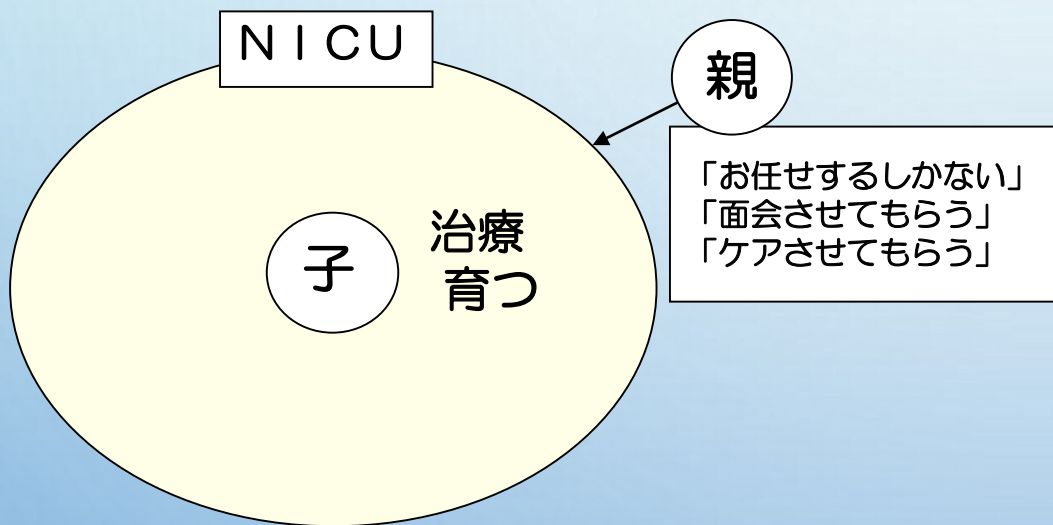 ＮＩＣＵ
親
「お任せするしかない」
「面会させてもらう」
「ケアさせてもらう」
子
治療
育つ